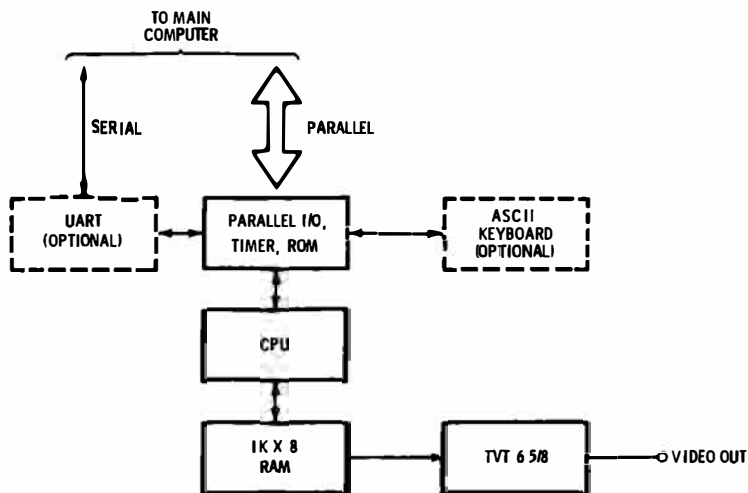 TO MAIN
COMPUTER
SERIAL
PARALLEL
UART
(OPTIONAL)
PARALLEL I/O,
TIMER, ROM
ASCII
KEYBOARD
(OPTIONAL)
CPU
1K X 8
RAM
TVT 6 5/8
VIDEO OUT